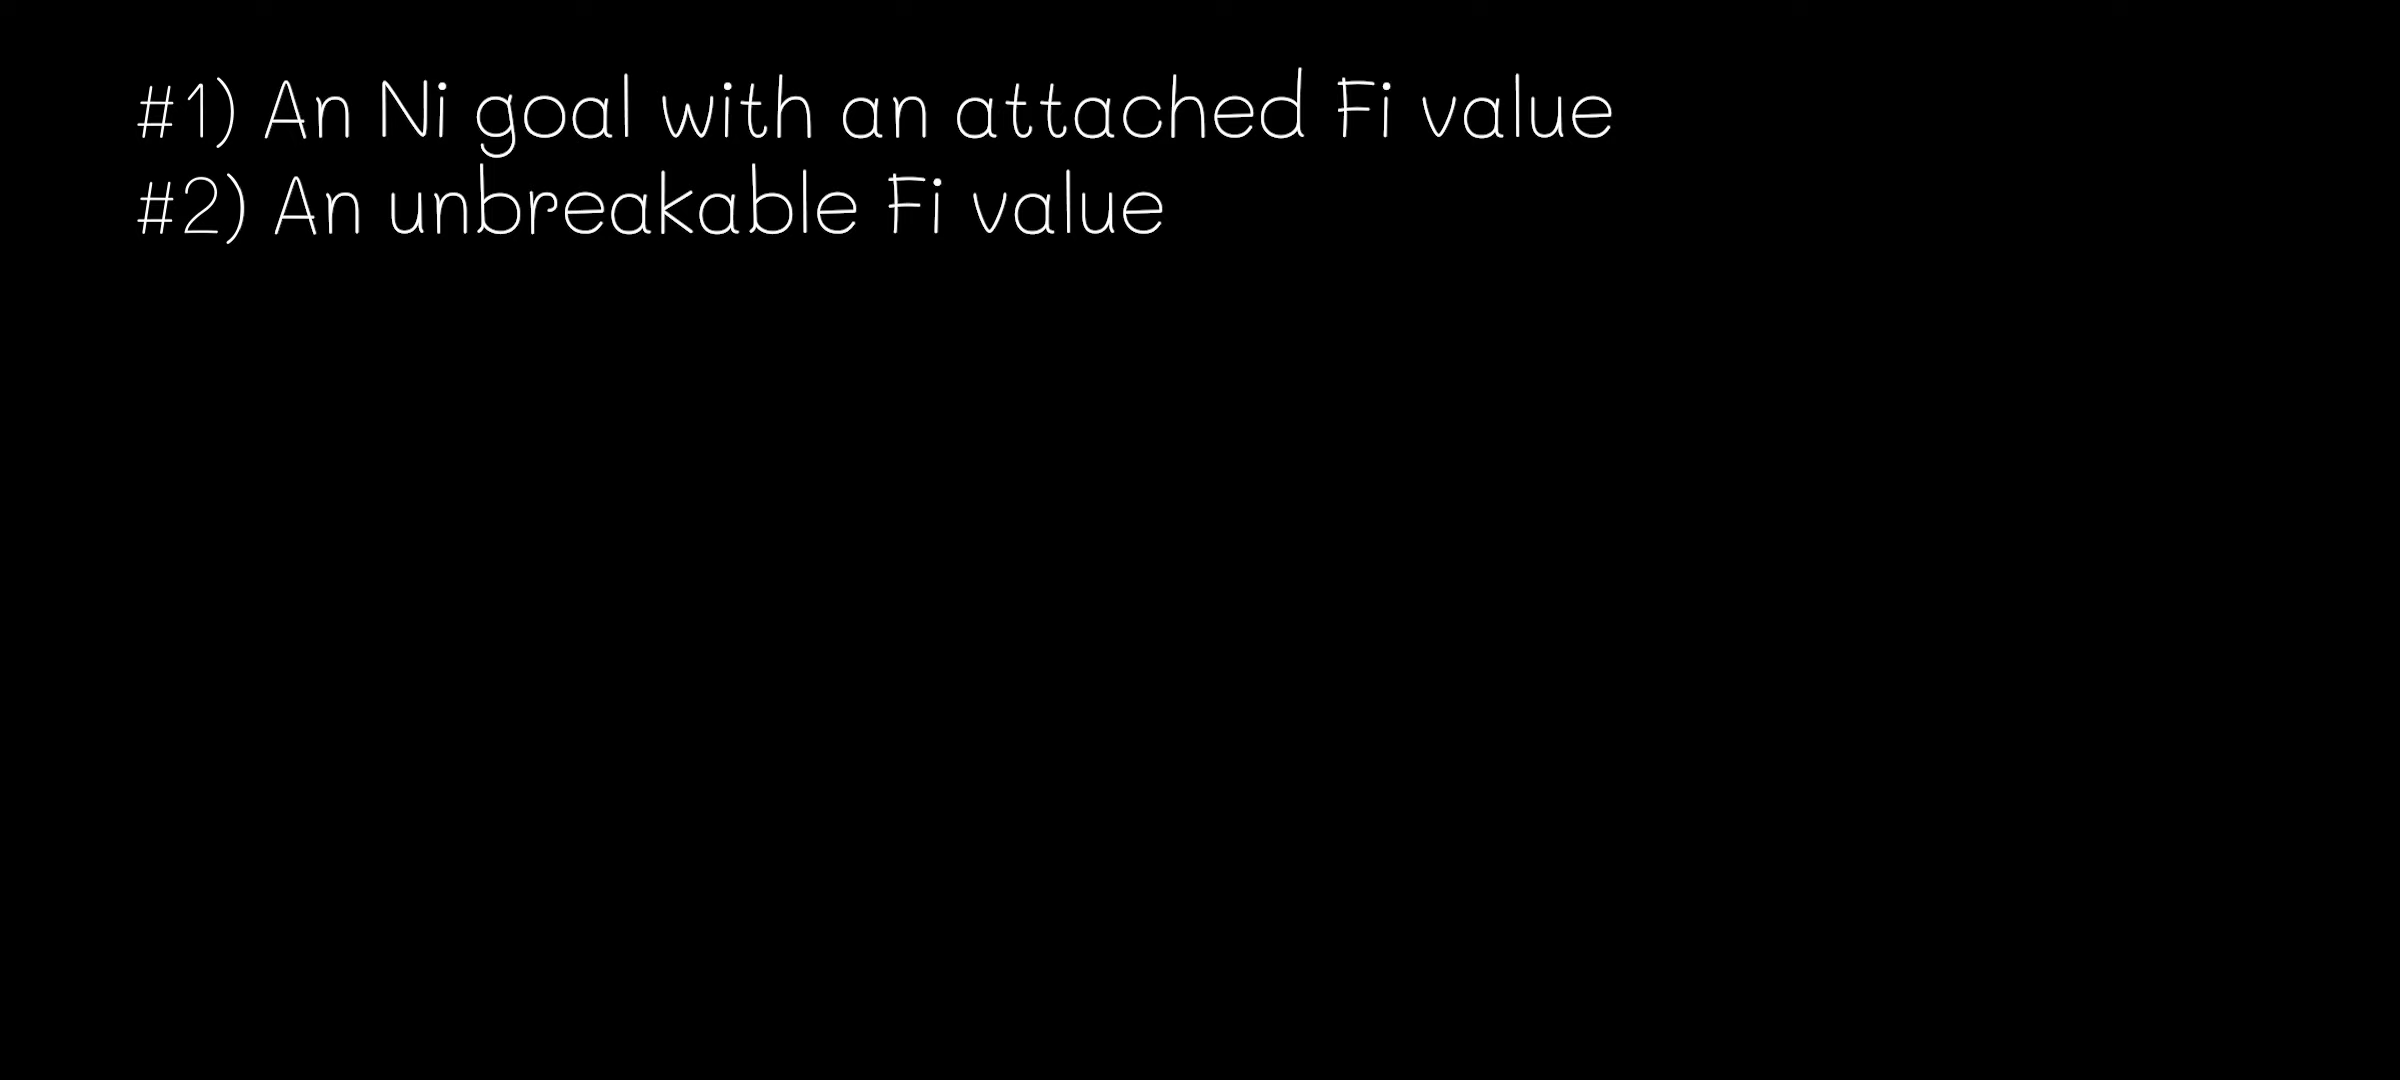 #1) An Ni goal with an attached Fi value
#2) An unbreakable Fi value